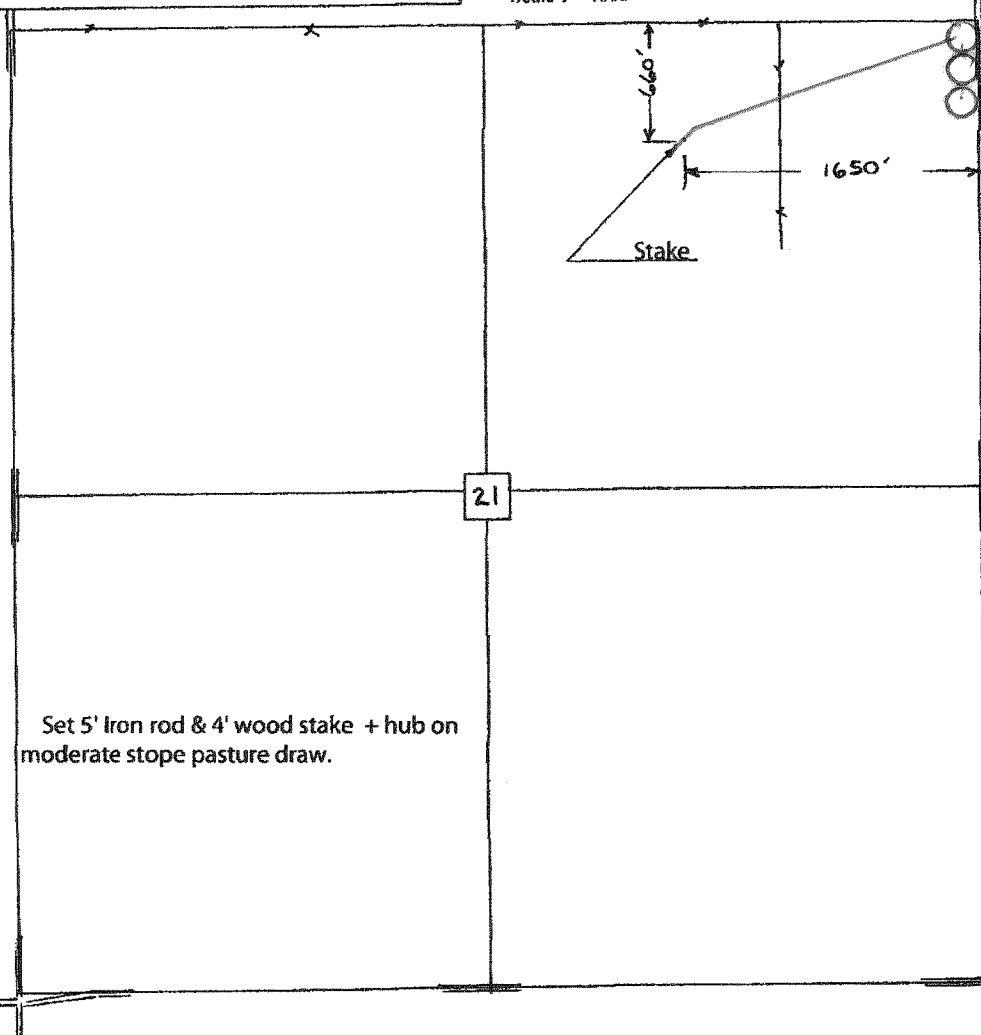 660'
1650'
Stake
21
Set 5' Iron rod & 4' wood stake + hub on
moderate stope pasture draw.